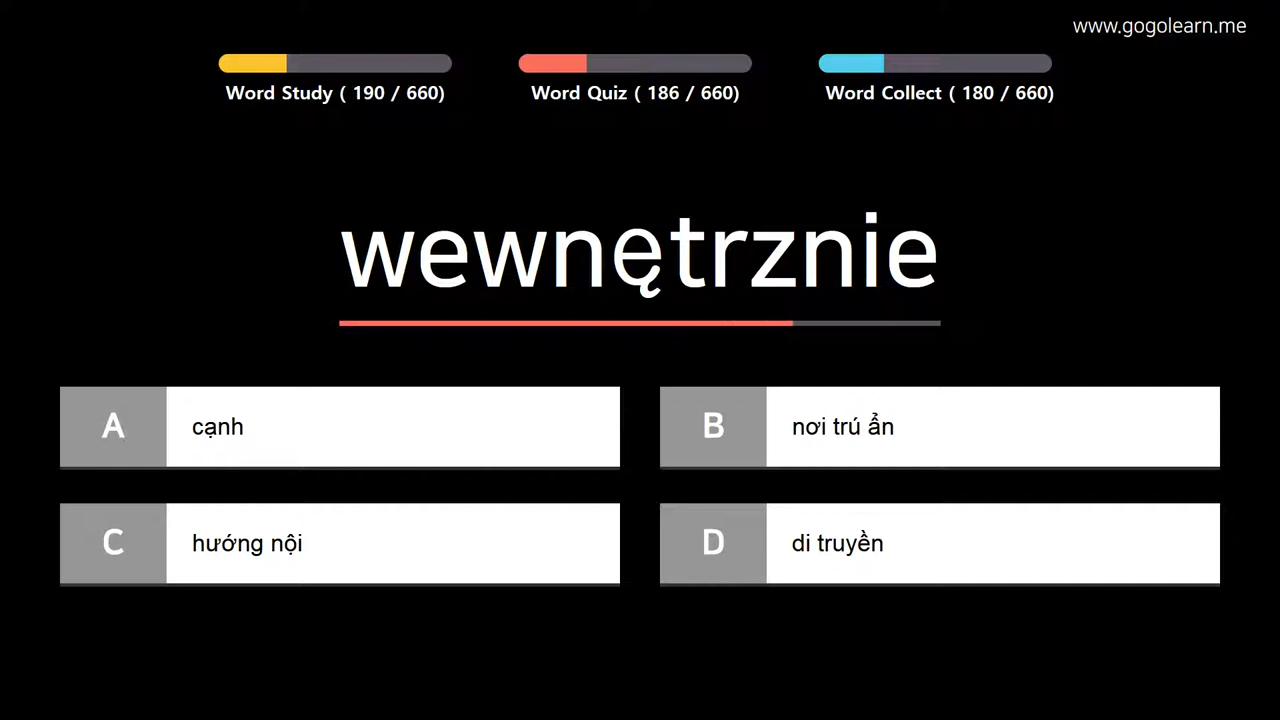 www.gogolearn.me
Word Study ( 190 / 660)
Word Quiz ( 186 / 660)
Word Collect ( 180 / 660)
wewnętrznie
A cạnh
B nơi trú ẩn
C hướng nội
D di truyền